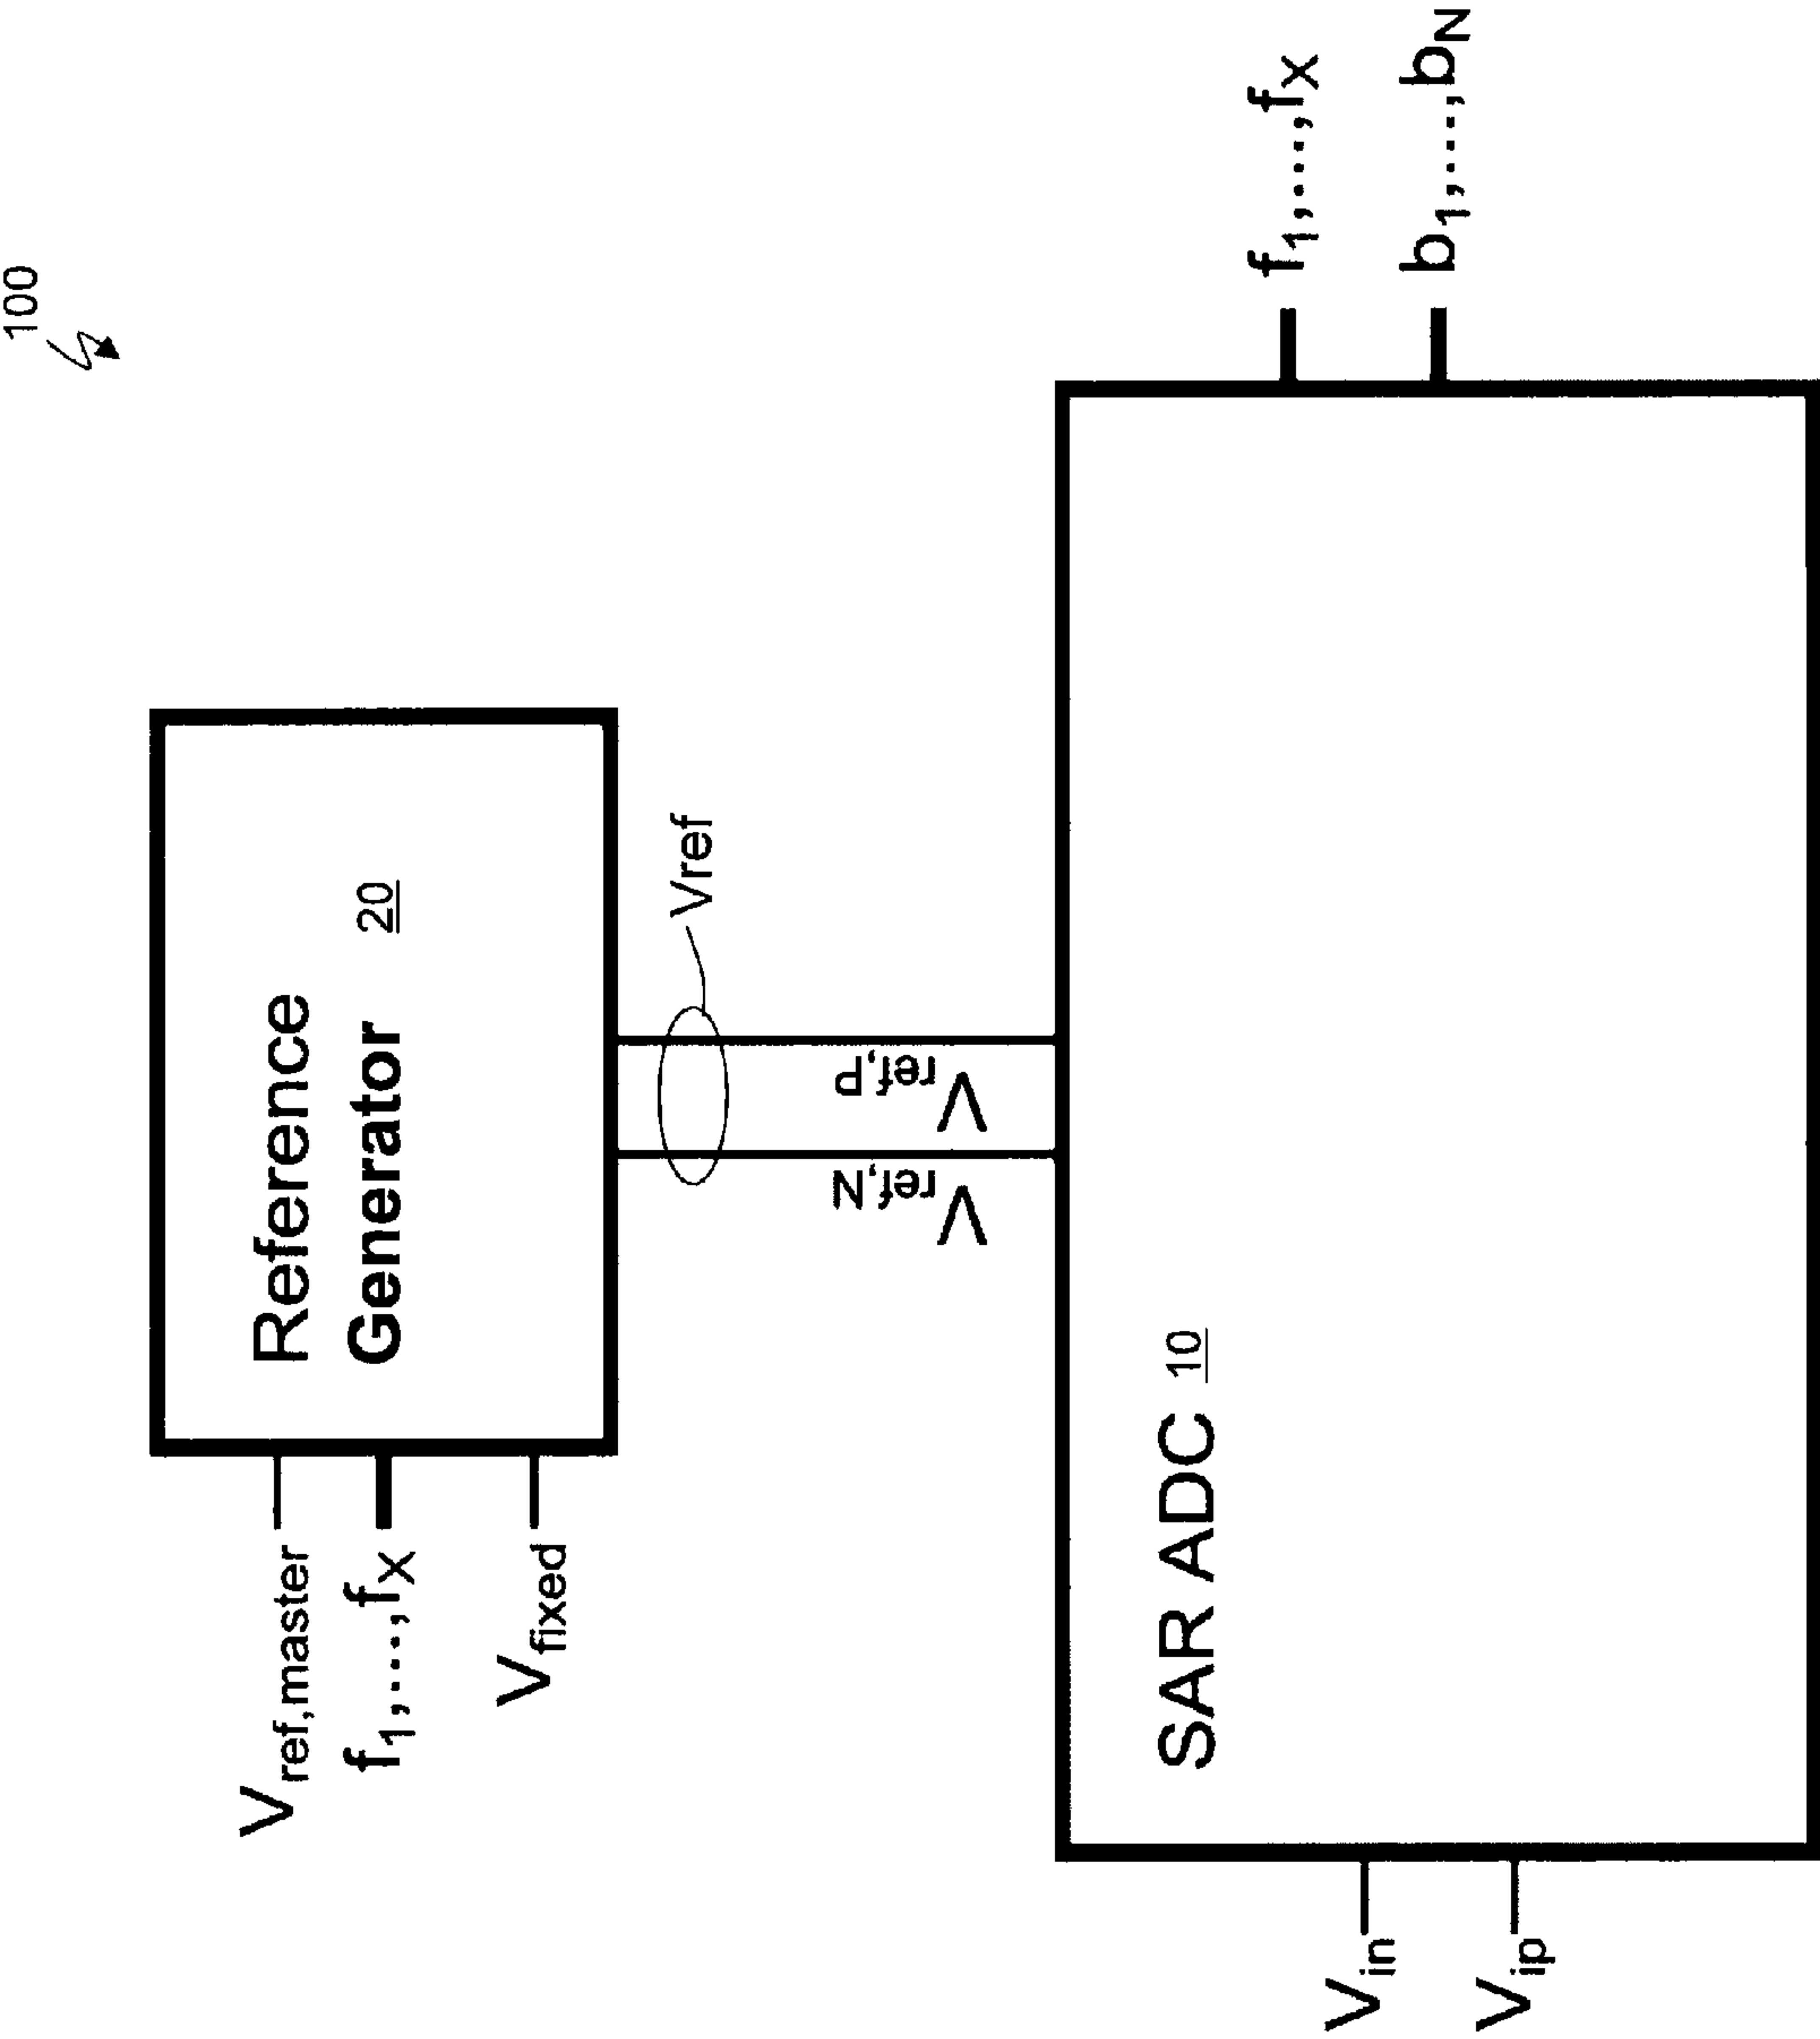 100
Reference
Generator 20
Vref,master
f1,...,fX
Vfixed
Vref
Vref,N
Vref,P
SAR ADC 10
Vin
Vip
f1,...,fX
b1,...,bN